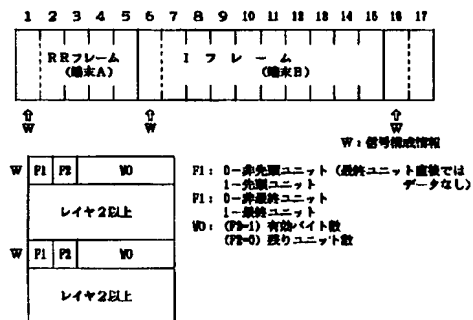 1 2 3 4 5 6 7 8 9 10 11 12 13 14 15 16 17
RRフレーム
(端末A)
I フ レ ー ム
(端末B)
W W W
W:信号構成情報
W F1 F2 W0
レイヤ2以上
W F1 F2 W0
レイヤ2以上
F1: 0-非先頭ユニット (最終ユニット直後では
1-先頭ユニット データなし)
F1: 0-非最終ユニット
1-最終ユニット
W0: (F2=1) 有効バイト数
(F2=0) 残りユニット数